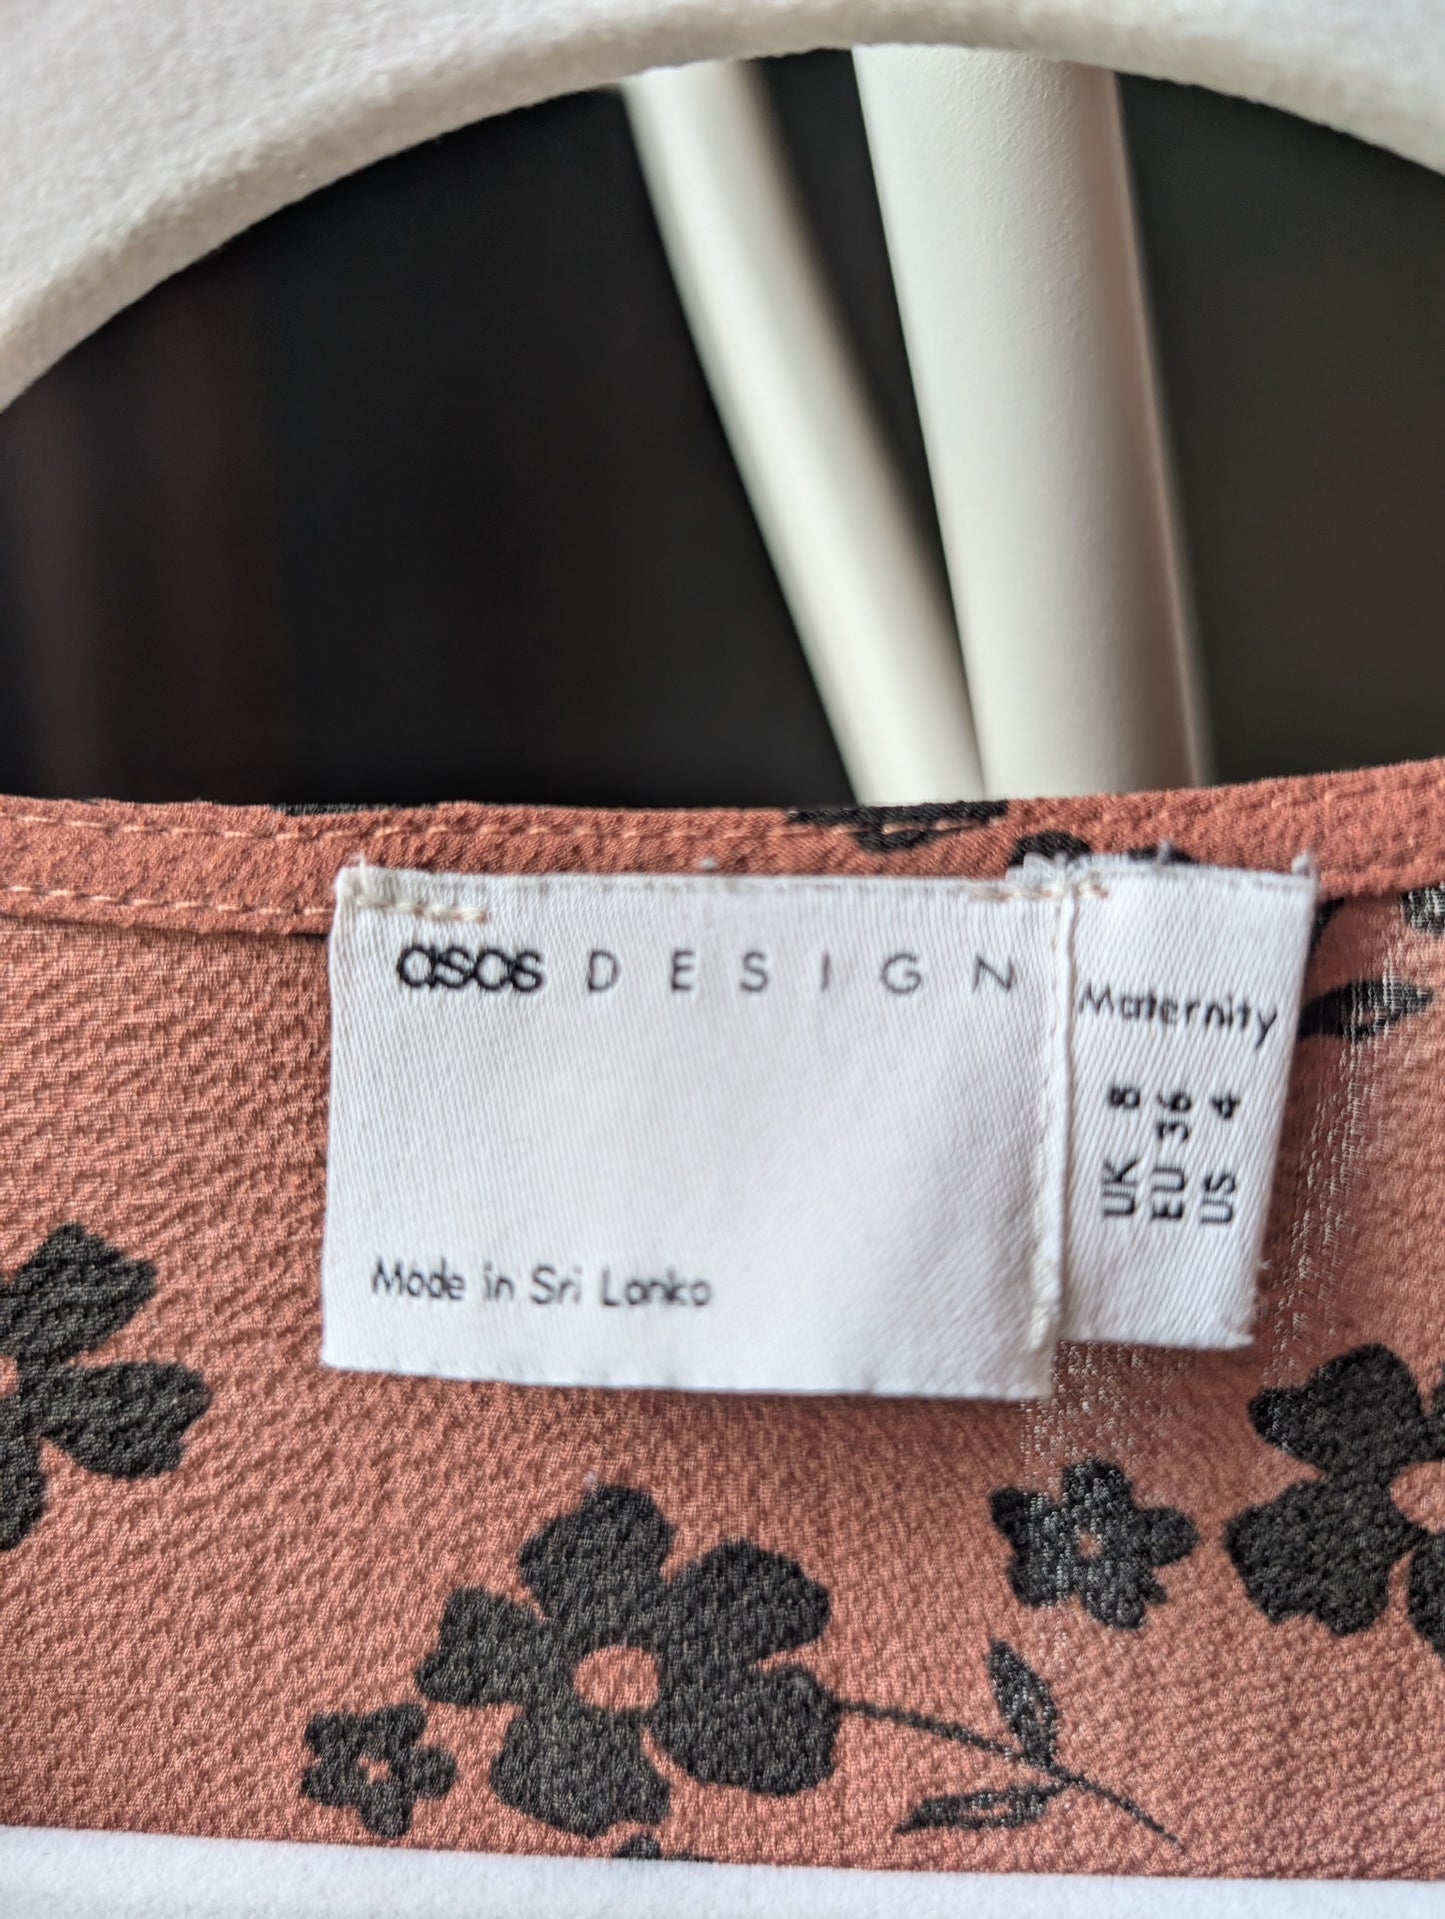 asos DESIGN
Made in Sri Lanka
Maternity
UK 8
EU 36
US 4